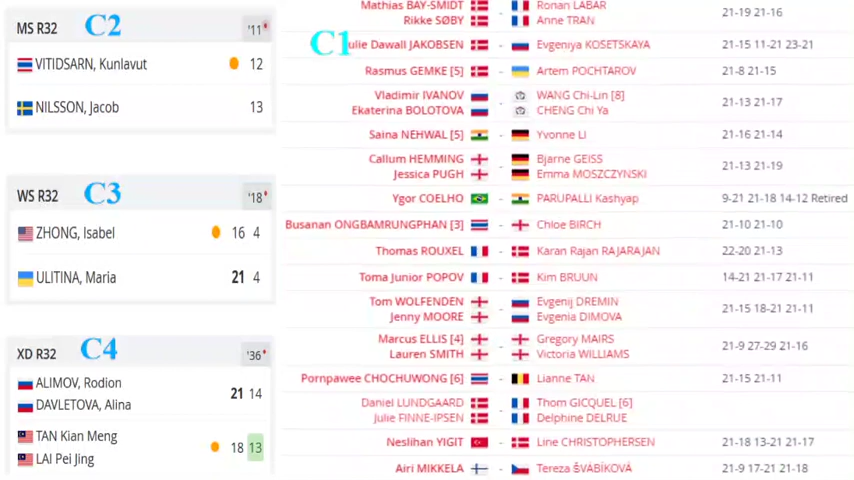 MS R32 C2 '11
VITIDSARN, Kunlavut 12
NILSSON, Jacob 13
WS R32 C3 '18
ZHONG, Isabel 16 4
ULITINA, Maria 21 4
XD R32 C4 '36
ALIMOV, Rodion
DAVLETOVA, Alina
21 14
TAN Kian Meng
LAI Pei Jing
18 13
C1
Mathias BAY-SMIDT - Ronan LABAR
Rikke SØBY Anne TRAN
21-19 21-16
ulie Dawall JAKOBSEN - Evgeniya KOSETSKAYA 21-15 11-21 23-21
Rasmus GEMKE [5] - Artem POCHTAROV 21-8 21-15
Vladimir IVANOV - WANG Chi-Lin [8]
Ekaterina BOLOTOVA CHENG Chi Ya
21-13 21-17
Saina NEHWAL [5] - Yvonne LI 21-16 21-14
Callum HEMMING - Bjarne GEISS
Jessica PUGH Emma MOSZCZYNSKI
21-13 21-19
Ygor COELHO - PARUPALLI Kashyap 9-21 21-18 14-12 Retired
Busanan ONGBAMRUNGPHAN [3] - Chloe BIRCH 21-10 21-10
Thomas ROUXEL - Karan Rajan RAJARAJAN 22-20 21-13
Toma Junior POPOV - Kim BRUUN 14-21 21-17 21-11
Tom WOLFENDEN - Evgenij DREMIN
Jenny MOORE Evgenia DIMOVA
21-15 18-21 21-11
Marcus ELLIS [4] - Gregory MAIRS
Lauren SMITH Victoria WILLIAMS
21-9 27-29 21-16
Pornpawee CHOCHUWONG [6] - Lianne TAN 21-15 21-11
Daniel LUNDGAARD - Thom GICQUEL [6]
Julie FINNE-IPSEN Delphine DELRUE
Neslihan YIGIT - Line CHRISTOPHERSEN 21-18 13-21 21-17
Airi MIKKELA - Tereza ŠVÁBÍKOVÁ 21-9 17-21 21-18